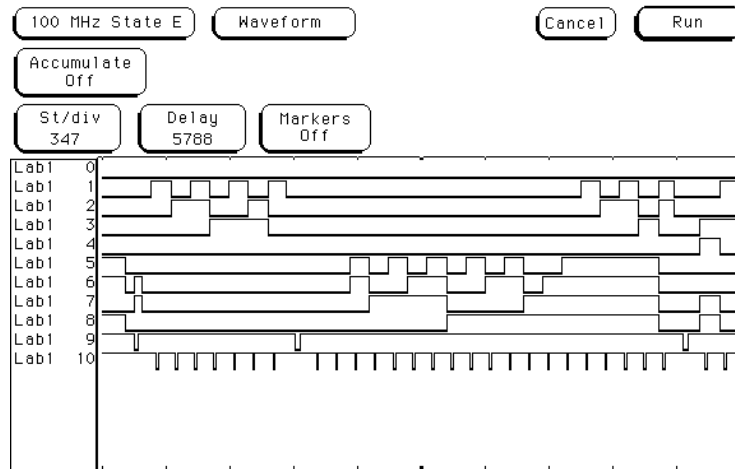 100 MHz State E Waveform Cancel Run
Accumulate
Off
St/div Delay Markers
347 5788 Off
Lab1 0
Lab1 1
Lab1 2
Lab1 3
Lab1 4
Lab1 5
Lab1 6
Lab1 7
Lab1 8
Lab1 9
Lab1 10